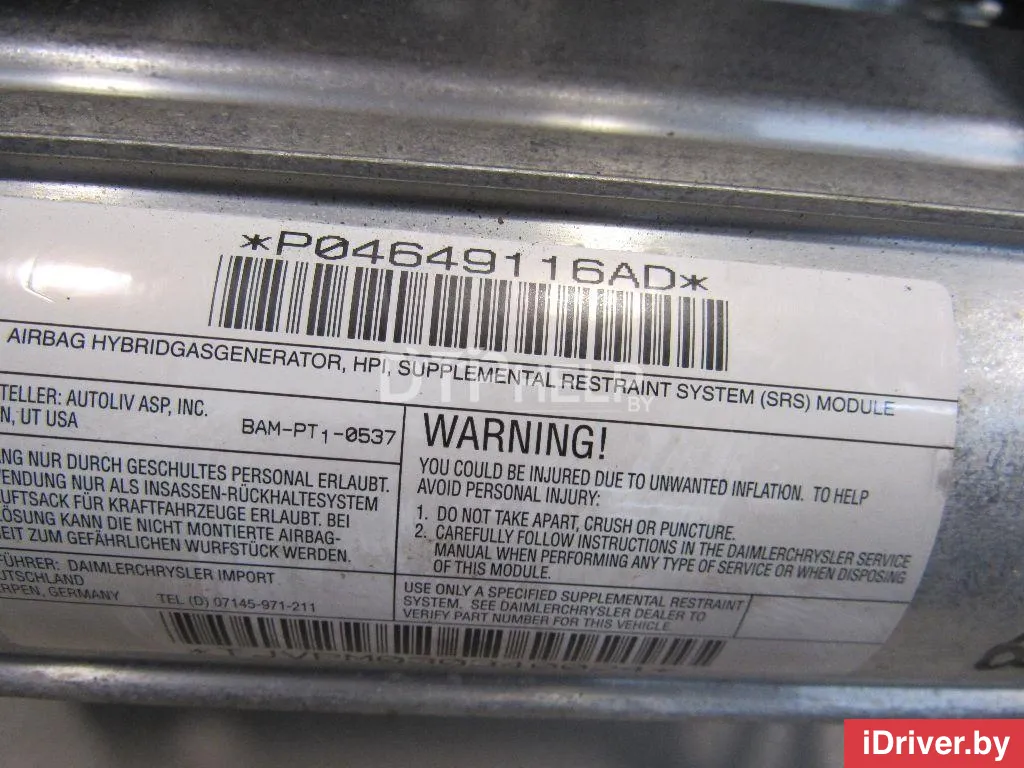 *P04649116AD*
AIRBAG HYBRIDGASGENERATOR, HPI, SUPPLEMENTAL RESTRAINT SYSTEM (SRS) MODULE
TELLER: AUTOLIV ASP, INC.
N, UT USA
BAM-PT1-0537
ANG NUR DURCH GESCHULTES PERSONAL ERLAUBT.
WENDUNG NUR ALS INSASSEN-RÜCKHALTESYSTEM
UFTSACK FÜR KRAFTFAHRZEUGE ERLAUBT. BEI
LÖSUNG KANN DIE NICHT MONTIERTE AIRBAG-
EIT ZUM GEFÄHRLICHEN WURFSTÜCK WERDEN.
FÜHRER: DAIMLERCHRYSLER IMPORT
UTSCHLAND
ERPEN, GERMANY
TEL (D) 07145-971-211
WARNING!
YOU COULD BE INJURED DUE TO UNWANTED INFLATION. TO HELP
AVOID PERSONAL INJURY:
1. DO NOT TAKE APART, CRUSH OR PUNCTURE.
2. CAREFULLY FOLLOW INSTRUCTIONS IN THE DAIMLERCHRYSLER SERVICE
MANUAL WHEN PERFORMING ANY TYPE OF SERVICE OR WHEN DISPOSING
OF THIS MODULE.
USE ONLY A SPECIFIED SUPPLEMENTAL RESTRAINT
SYSTEM. SEE DAIMLERCHRYSLER DEALER TO
VERIFY PART NUMBER FOR THIS VEHICLE.
DTPHELP
.BY
iDriver.by